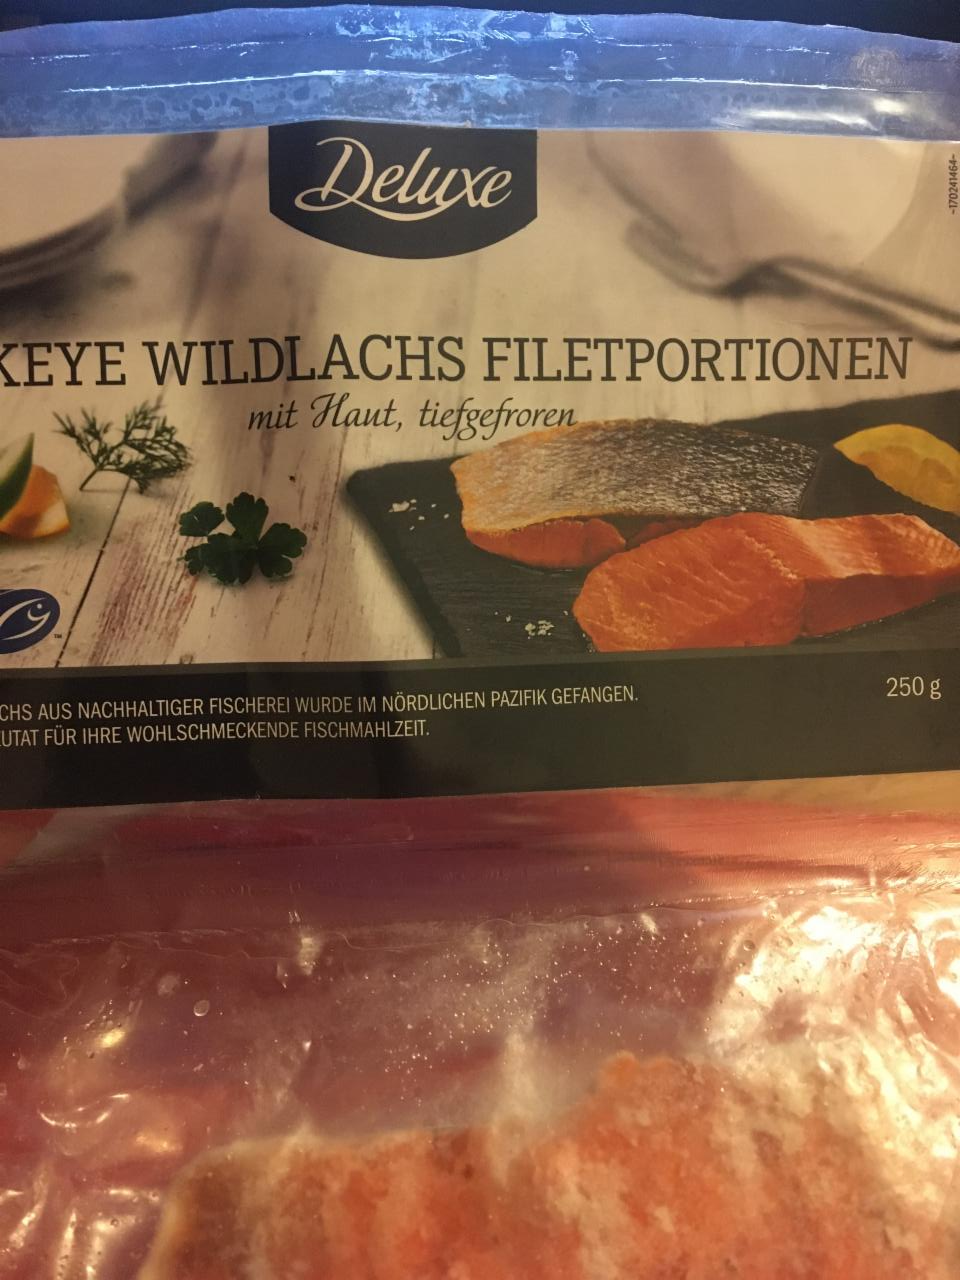 Deluxe
-170241464-
KEYE WILDLACHS FILETPORTIONEN
mit Haut, tiefgefroren
TM
CHS AUS NACHHALTIGER FISCHEREI WURDE IM NÖRDLICHEN PAZIFIK GEFANGEN.
UTAT FÜR IHRE WOHLSCHMECKENDE FISCHMAHLZEIT.
250 g